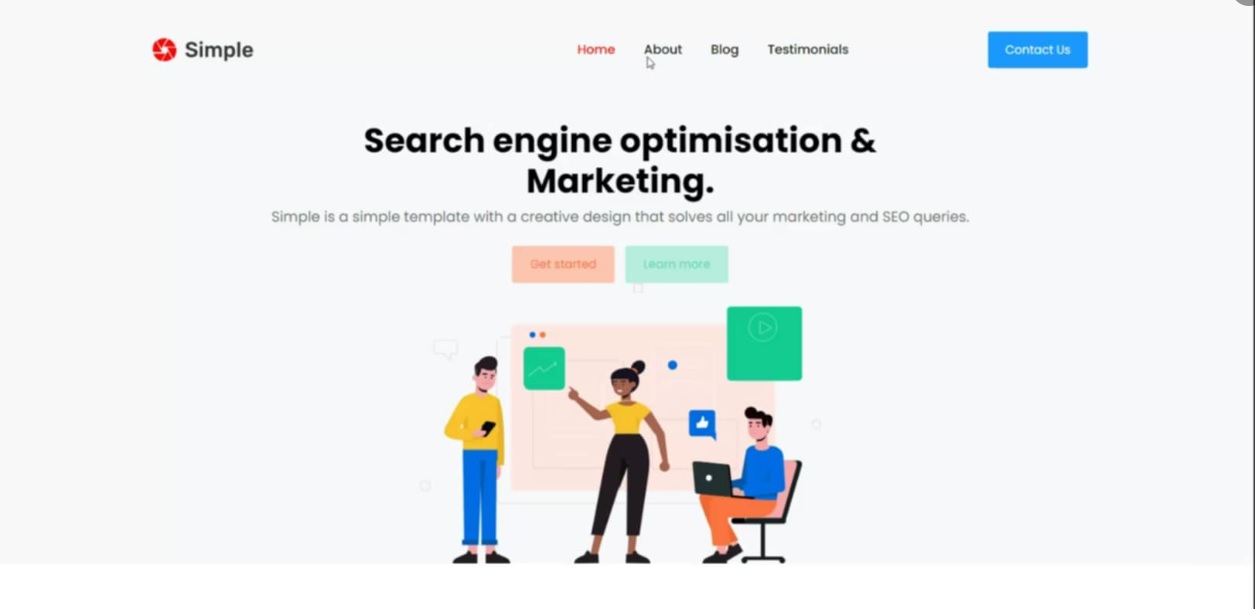 Simple
Home About Blog Testimonials
Contact Us
Search engine optimisation &
Marketing.
Simple is a simple template with a creative design that solves all your marketing and SEO queries.
Get started Learn more